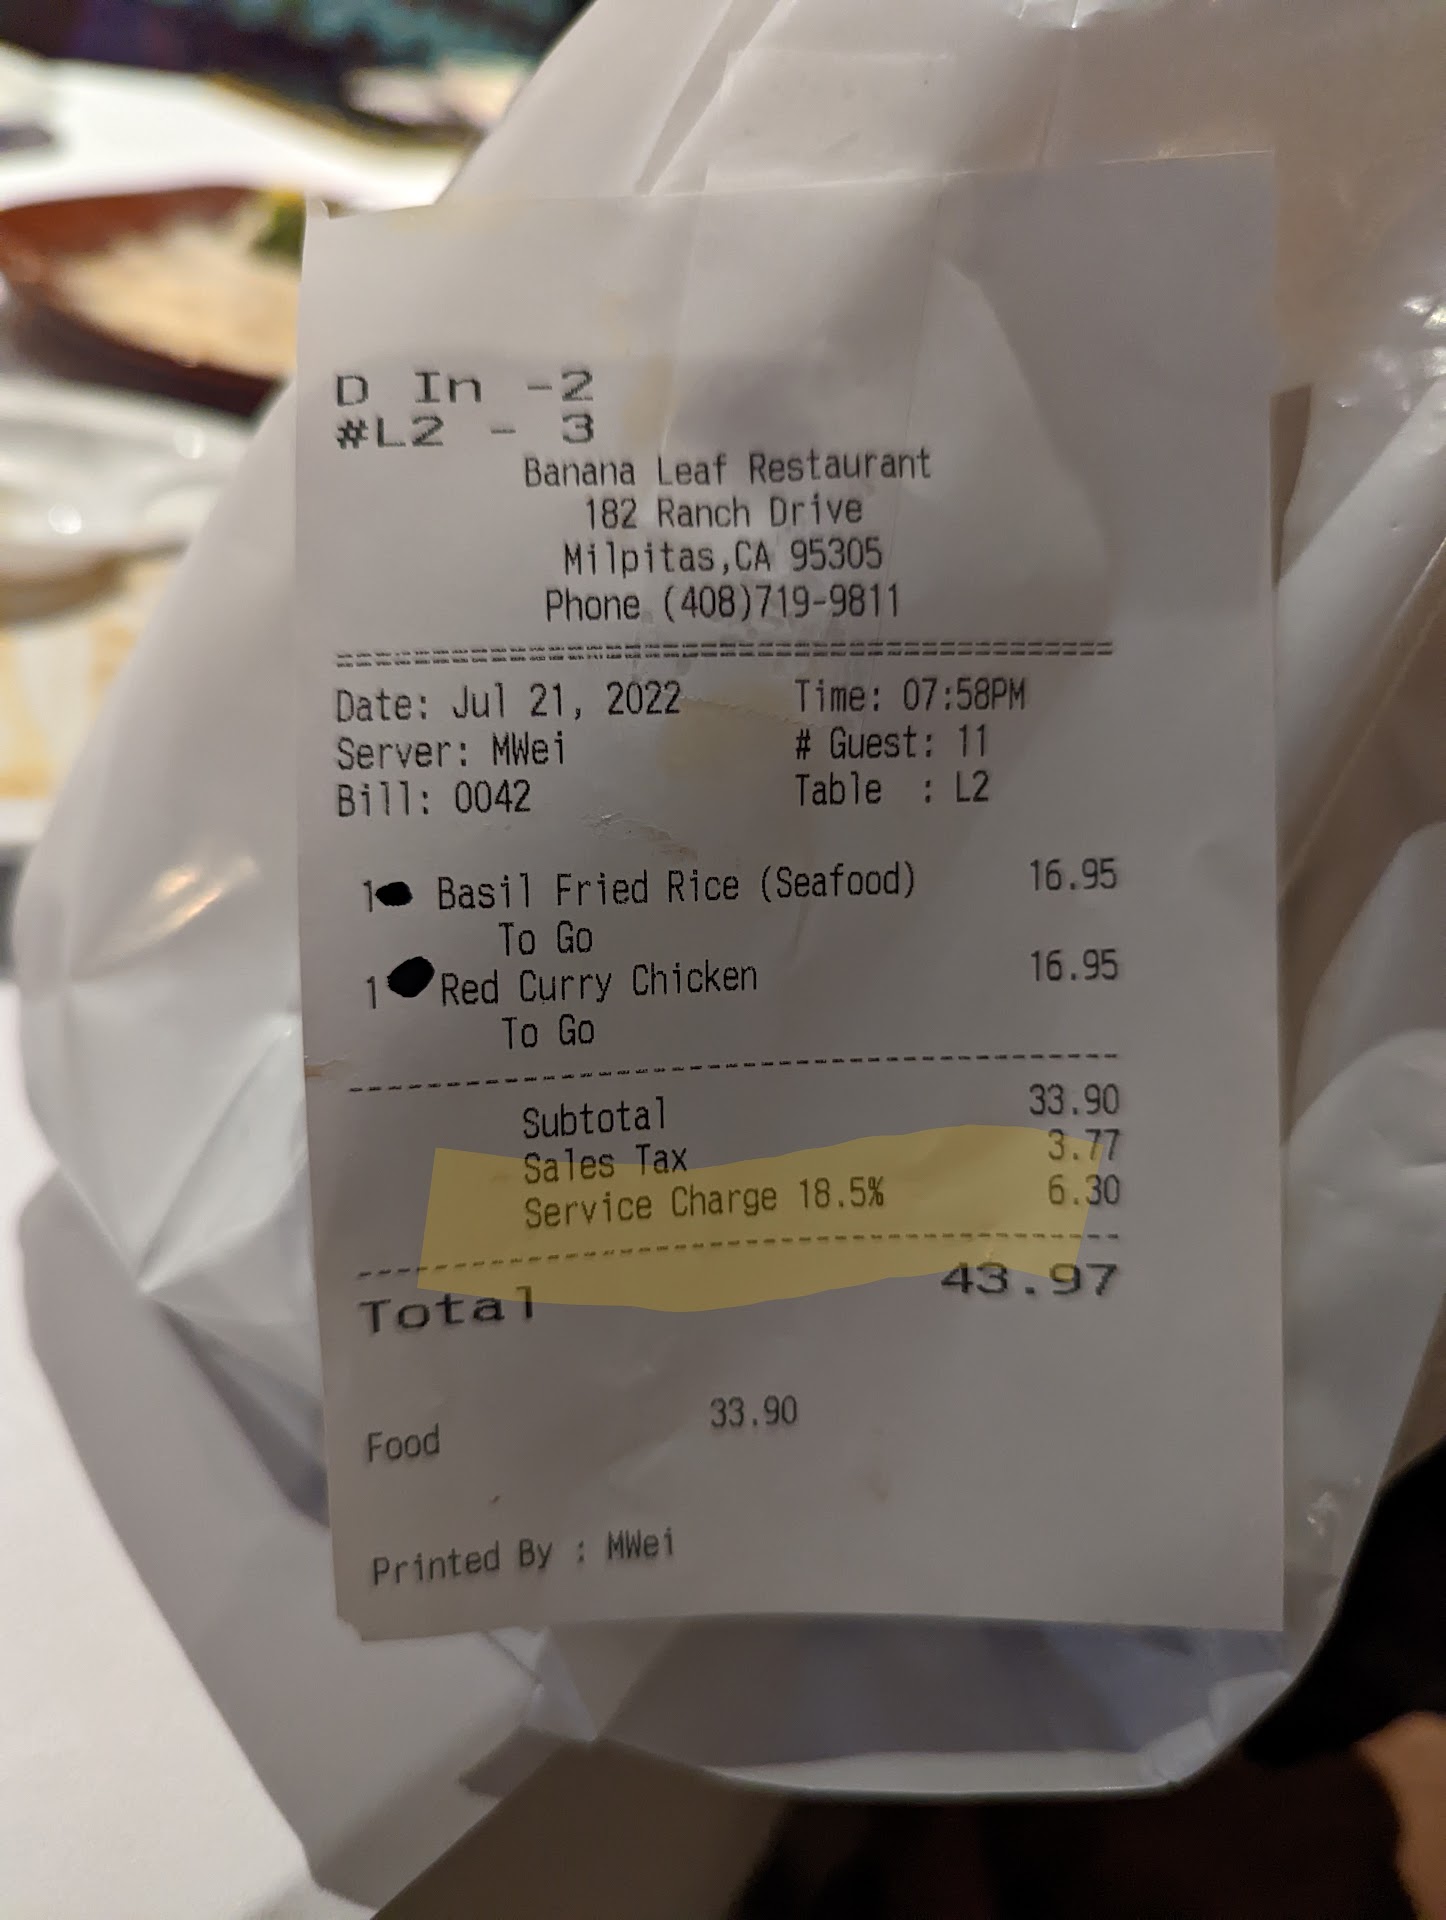 D In -2
#L2 - 3
Banana Leaf Restaurant
182 Ranch Drive
Milpitas,CA 95305
Phone (408)719-9811
========================================
Date: Jul 21, 2022 Time: 07:58PM
Server: MWei # Guest: 11
Bill: 0042 Table : L2
1 Basil Fried Rice (Seafood) 16.95
To Go
1 Red Curry Chicken 16.95
To Go
----------------------------------------
Subtotal 33.90
Sales Tax 3.77
Service Charge 18.5% 6.30
----------------------------------------
Total 43.97
Food 33.90
Printed By : MWei